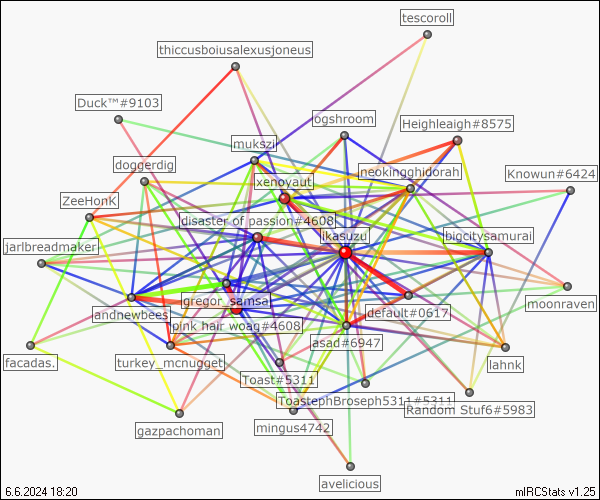 tescoroll
thiccusboiusalexusjoneus
Duck™#9103
ogshroom
Heighleaigh#8575
mukszi
doggerdig
neokingghidorah
Knowun#6424
xenoyaut
ZeeHonK
disaster of passion#4608
ikasuzu
bigcitysamurai
jarlbreadmaker
gregor_samsa
moonraven
andnewbees
default#0617
pink hair woag#4608
asad#6947
facadas.
turkey_mcnugget
lahnk
Toast#5311
ToastephBroseph5311#5311
Random Stuf6#5983
gazpachoman
mingus4742
avelicious
6.6.2024 18:20
mIRCStats v1.25